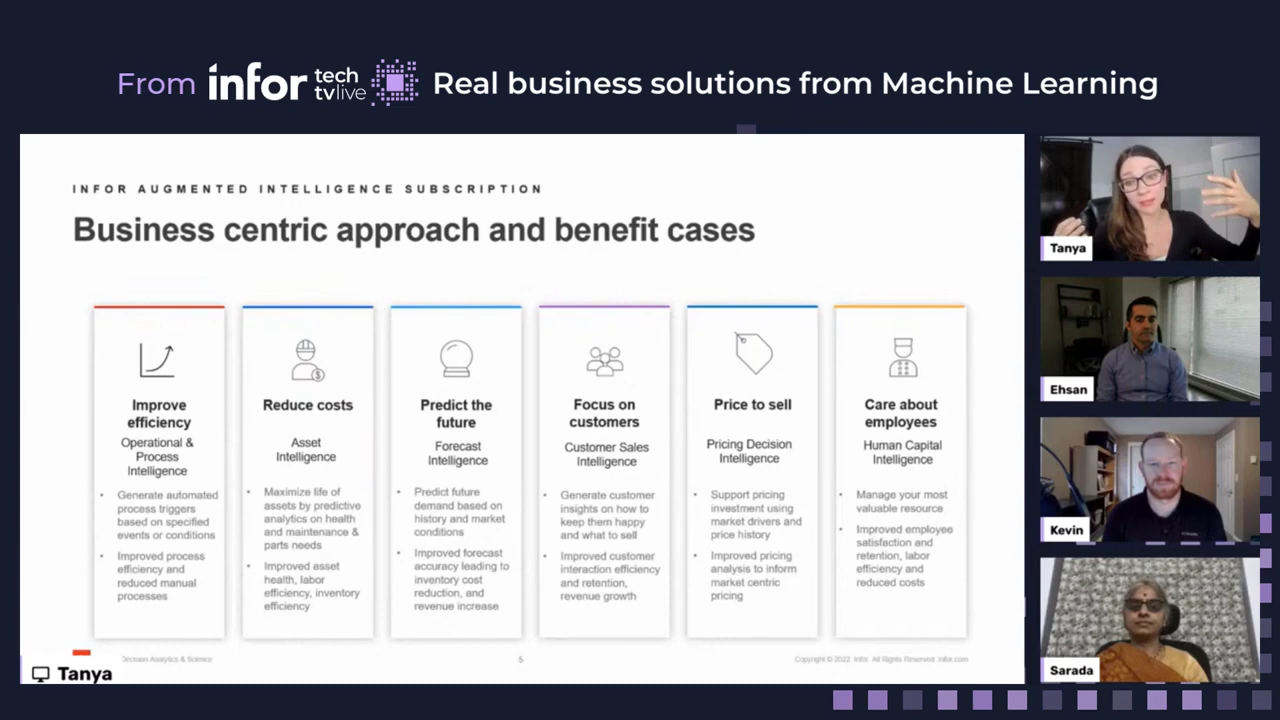 From infor tech tvlive Real business solutions from Machine Learning
INFOR AUGMENTED INTELLIGENCE SUBSCRIPTION
Business centric approach and benefit cases
Improve
efficiency
Operational &
Process
Intelligence
• Generate automated
process triggers
based on specified
events or conditions
• Improved process
efficiency and
reduced manual
processes
Reduce costs
Asset
Intelligence
• Maximize life of
assets by predictive
analytics on health
and maintenance &
parts needs
• Improved asset
health, labor
efficiency, inventory
efficiency
Predict the
future
Forecast
Intelligence
• Predict future
demand based on
history and market
conditions
• Improved forecast
accuracy leading to
inventory cost
reduction, and
revenue increase
Focus on
customers
Customer Sales
Intelligence
• Generate customer
insights on how to
keep them happy
and what to sell
• Improved customer
interaction efficiency
and retention,
revenue growth
Price to sell
Pricing Decision
Intelligence
• Support pricing
investment using
market drivers and
price history
• Improved pricing
analysis to inform
market centric
pricing
Care about
employees
Human Capital
Intelligence
• Manage your most
valuable resource
• Improved employee
satisfaction and
retention, labor
efficiency and
reduced costs
Decision Analytics & Science
5
Copyright © 2022. Infor. All Rights Reserved. Infor.com
Tanya
Tanya
Ehsan
Kevin
Sarada